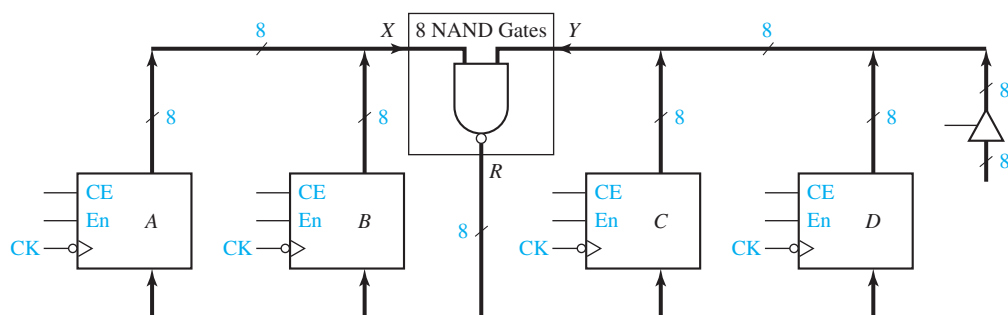 8 X 8 NAND Gates Y 8
8 8 8 8 8
8
R
CE CE CE CE
En A En B 8 En C En D
CK CK CK CK